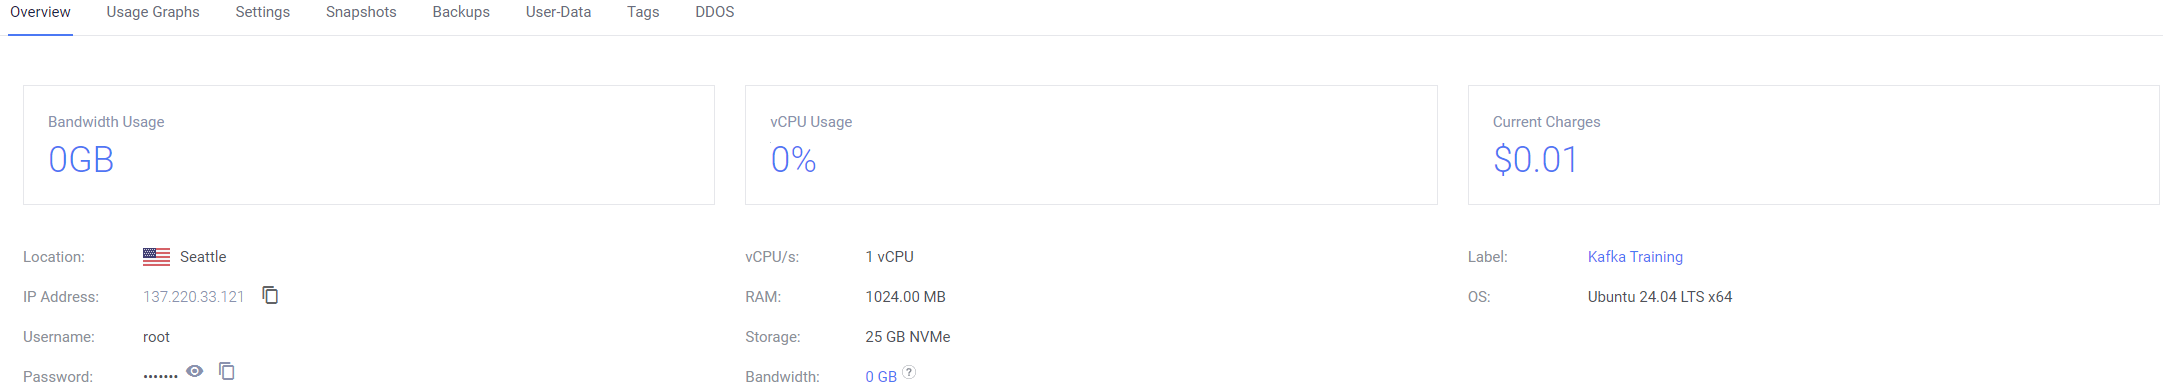 Overview Usage Graphs Settings Snapshots Backups User-Data Tags DDOS
Bandwidth Usage
0GB
vCPU Usage
0%
Current Charges
$0.01
Location: Seattle
IP Address: 137.220.33.121
Username: root
Password: •••••••
vCPU/s: 1 vCPU
RAM: 1024.00 MB
Storage: 25 GB NVMe
Bandwidth: 0 GB ?
Label: Kafka Training
OS: Ubuntu 24.04 LTS x64